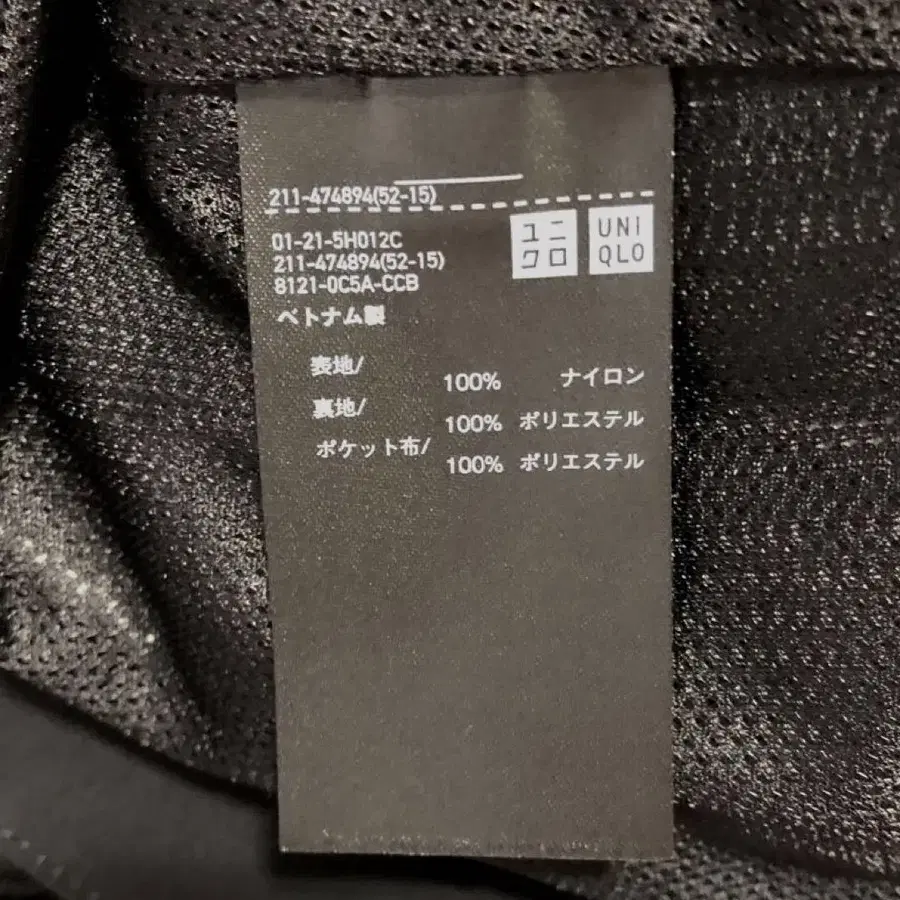 211-474894(52-15)
ユニ
クロ
UNI
QLO
01-21-5H012C
211-474894(52-15)
8121-0C5A-CCB
ベトナム製
表地/
100% ナイロン
裏地/
100% ポリエステル
ポケット布/
100% ポリエステル